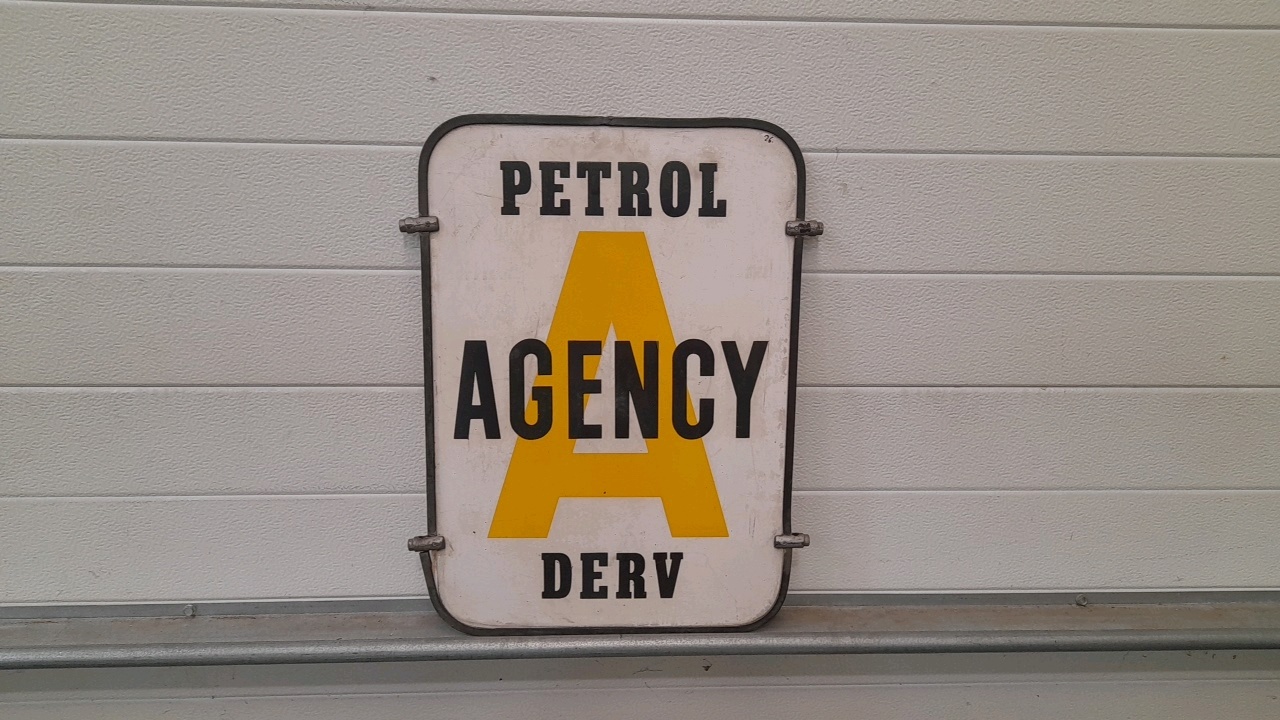 PETROL
A
AGENCY
DERV